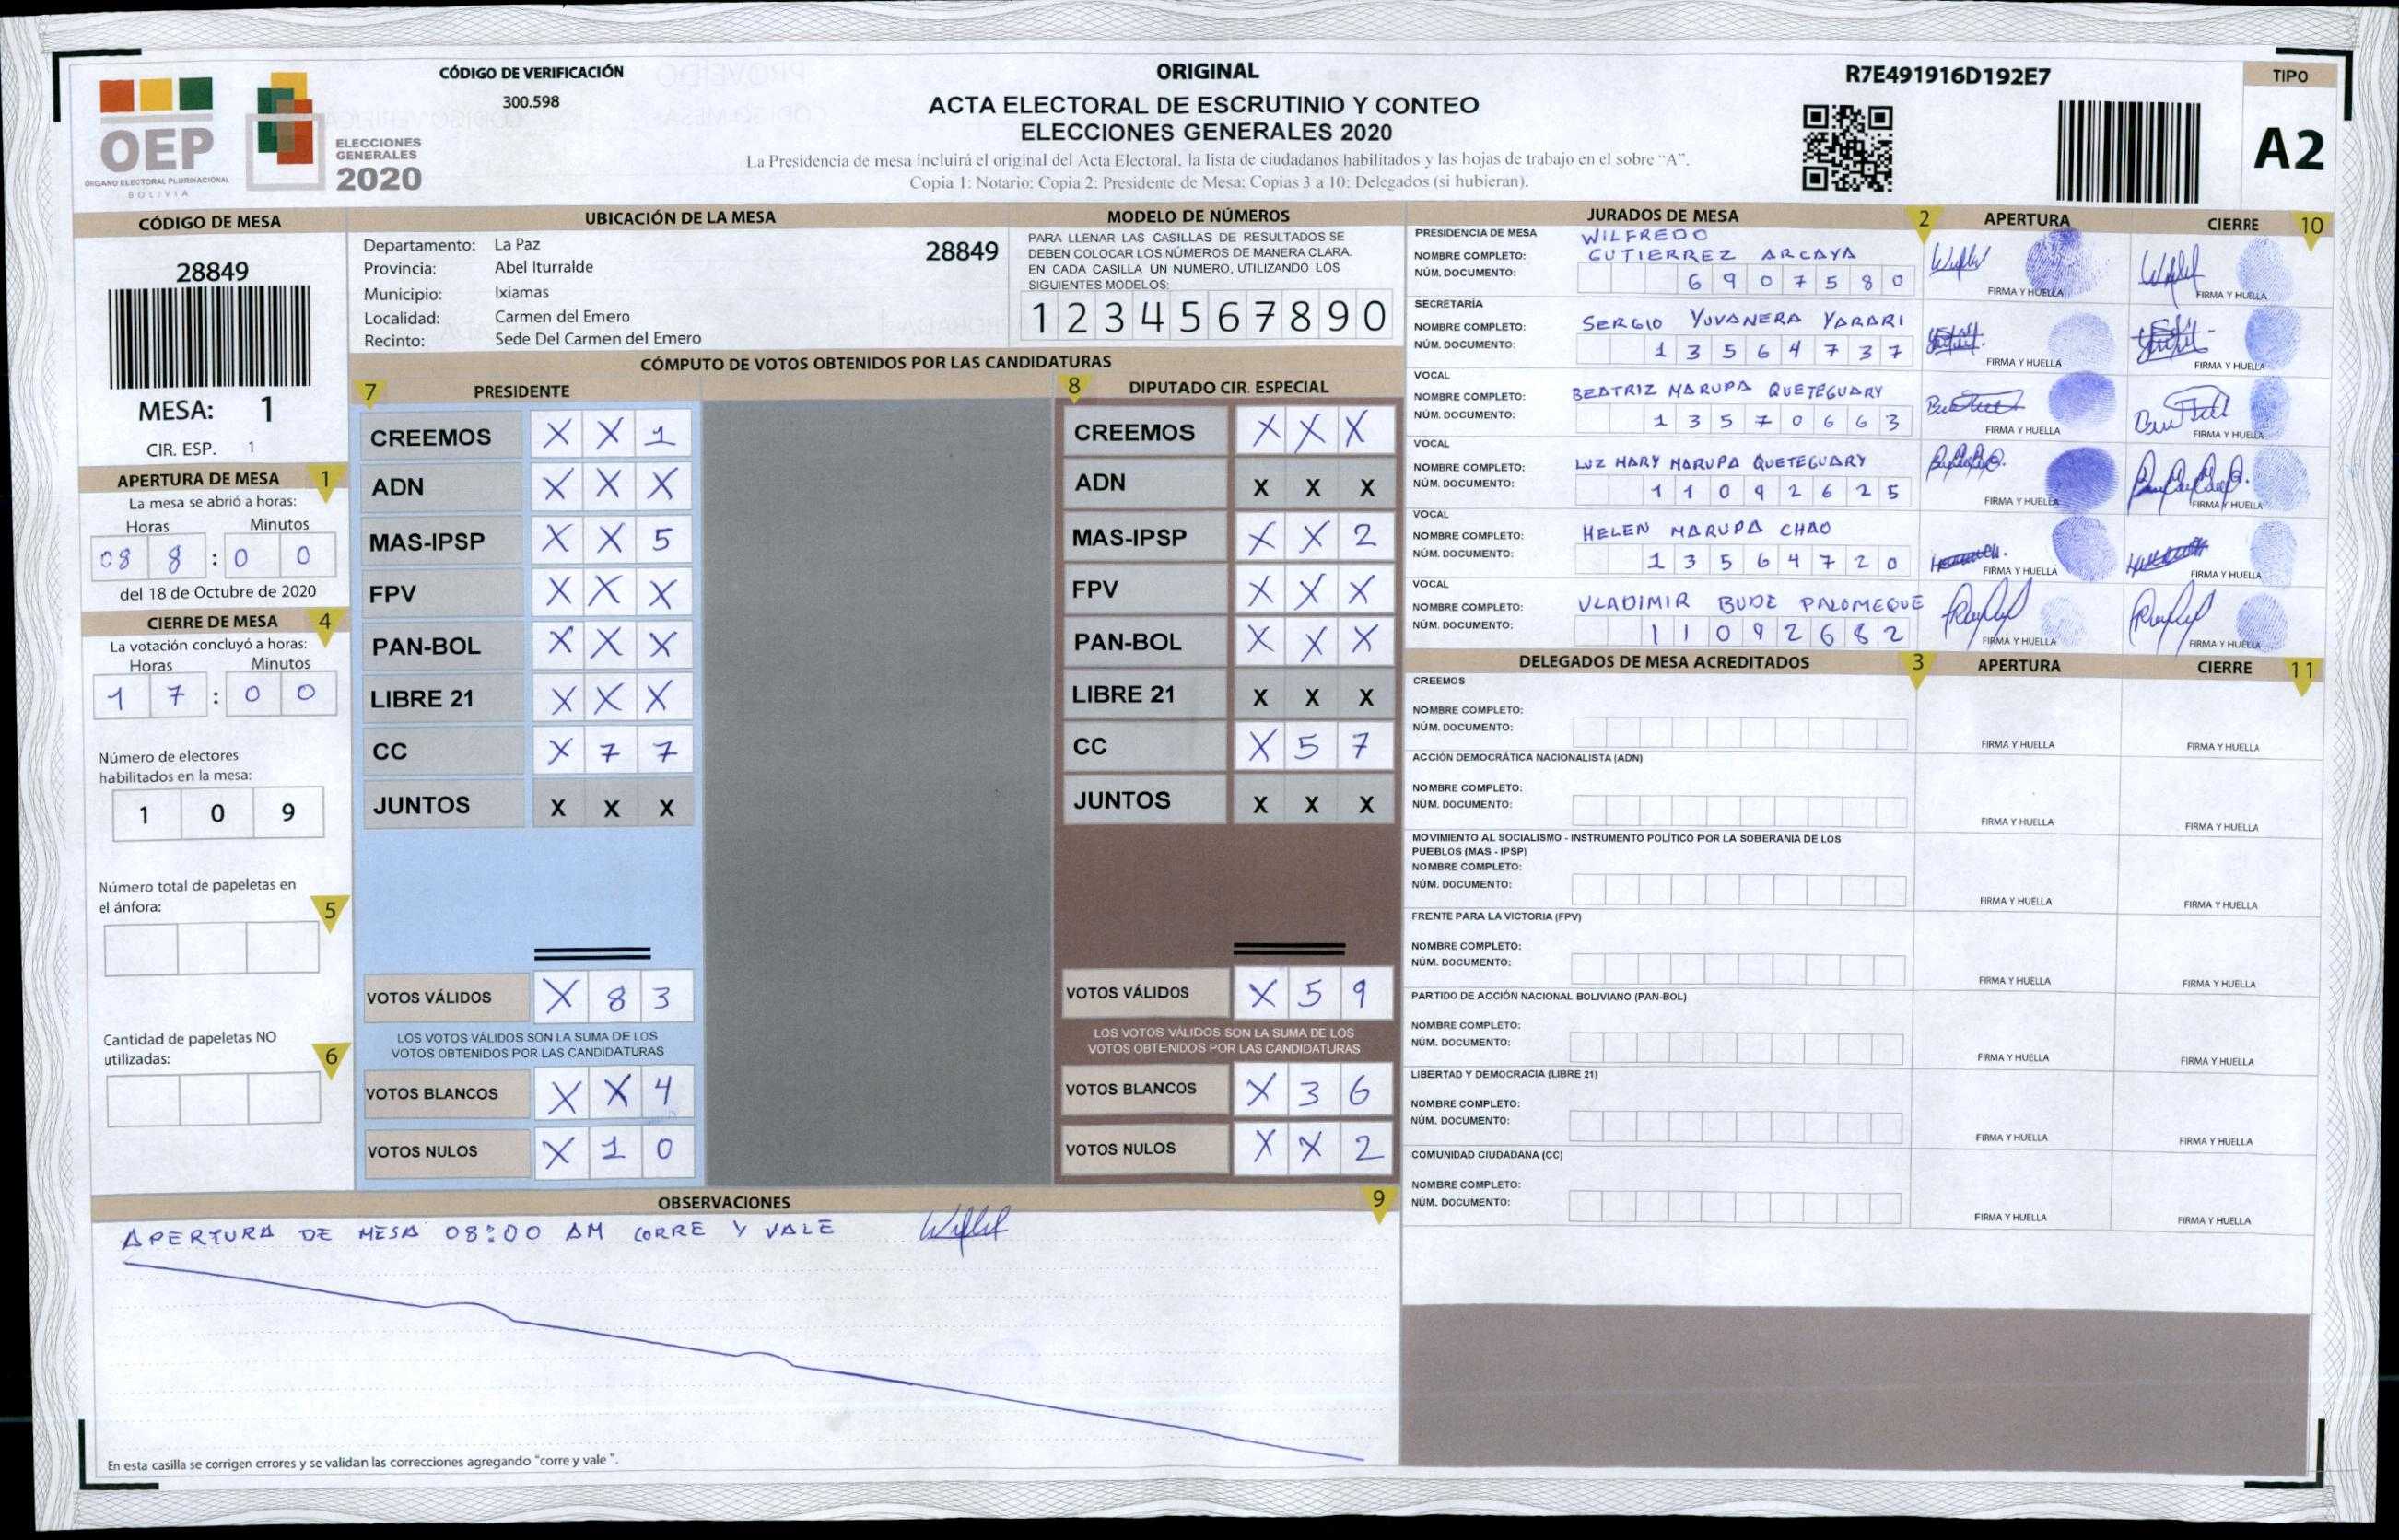 CÓDIGO DE VERIFICACIÓN
300.598
OEP
ÓRGANO ELECTORAL PLURINACIONAL
BOLIVIA
ELECCIONES
GENERALES
2020
ORIGINAL
ACTA ELECTORAL DE ESCRUTINIO Y CONTEO
ELECCIONES GENERALES 2020
La Presidencia de mesa incluirá el original del Acta Electoral, la lista de ciudadanos habilitados y las hojas de trabajo en el sobre "A".
Copia 1: Notario: Copia 2: Presidente de Mesa: Copias 3 a 10: Delegados (si hubieran).
R7E491916D192E7
TIPO
A2
CÓDIGO DE MESA
28849
MESA: 1
CIR. ESP. 1
UBICACIÓN DE LA MESA
Departamento: La Paz
28849
Provincia: Abel Iturralde
Municipio: Ixiamas
Localidad: Carmen del Emero
Recinto: Sede Del Carmen del Emero
MODELO DE NÚMEROS
PARA LLENAR LAS CASILLAS DE RESULTADOS SE
DEBEN COLOCAR LOS NÚMEROS DE MANERA CLARA.
EN CADA CASILLA UN NÚMERO, UTILIZANDO LOS
SIGUIENTES MODELOS:
1 2 3 4 5 6 7 8 9 0
APERTURA DE MESA 1
La mesa se abrió a horas:
Horas Minutos
08 8 : 0 0
del 18 de Octubre de 2020
CIERRE DE MESA 4
La votación concluyó a horas:
Horas Minutos
1 7 : 0 0
Número de electores
habilitados en la mesa:
1 0 9
Número total de papeletas en
el ánfora:
5
Cantidad de papeletas NO
utilizadas:
6
CÓMPUTO DE VOTOS OBTENIDOS POR LAS CANDIDATURAS
7 PRESIDENTE
CREEMOS X X 1
ADN X X X
MAS-IPSP X X 5
FPV X X X
PAN-BOL X X X
LIBRE 21 X X X
CC X 7 7
JUNTOS X X X
VOTOS VÁLIDOS X 8 3
LOS VOTOS VÁLIDOS SON LA SUMA DE LOS
VOTOS OBTENIDOS POR LAS CANDIDATURAS
VOTOS BLANCOS X X 4
VOTOS NULOS X 1 0
8 DIPUTADO CIR. ESPECIAL
CREEMOS X X X
ADN X X X
MAS-IPSP X X 2
FPV X X X
PAN-BOL X X X
LIBRE 21 X X X
CC X 5 7
JUNTOS X X X
VOTOS VÁLIDOS X 5 9
LOS VOTOS VÁLIDOS SON LA SUMA DE LOS
VOTOS OBTENIDOS POR LAS CANDIDATURAS
VOTOS BLANCOS X 3 6
VOTOS NULOS X X 2
OBSERVACIONES 9
APERTURA DE MESA 08:00 AM CORRE Y VALE
En esta casilla se corrigen errores y se validan las correcciones agregando "corre y vale ".
JURADOS DE MESA 2 APERTURA CIERRE 10
PRESIDENCIA DE MESA
NOMBRE COMPLETO: WILFREDO
GUTIERREZ ARCAYA
NÚM. DOCUMENTO: 6 9 0 7 5 8 0
FIRMA Y HUELLA FIRMA Y HUELLA
SECRETARÍA
NOMBRE COMPLETO: SERGIO YUVANERA YARARI
NÚM. DOCUMENTO: 1 3 5 6 4 7 3 7
FIRMA Y HUELLA FIRMA Y HUELLA
VOCAL
NOMBRE COMPLETO: BEATRIZ MARUPA QUETEGUARY
NÚM. DOCUMENTO: 1 3 5 7 0 6 6 3
FIRMA Y HUELLA FIRMA Y HUELLA
VOCAL
NOMBRE COMPLETO: LUZ MARY MARUPA QUETEGUARY
NÚM. DOCUMENTO: 1 1 0 9 2 6 2 5
FIRMA Y HUELLA FIRMA Y HUELLA
VOCAL
NOMBRE COMPLETO: HELEN MARUPA CHAO
NÚM. DOCUMENTO: 1 3 5 6 4 7 2 0
FIRMA Y HUELLA FIRMA Y HUELLA
VOCAL
NOMBRE COMPLETO: VLADIMIR BUDE PALOMEQUE
NÚM. DOCUMENTO: 1 1 0 9 2 6 8 2
FIRMA Y HUELLA FIRMA Y HUELLA
DELEGADOS DE MESA ACREDITADOS 3 APERTURA CIERRE 11
CREEMOS
NOMBRE COMPLETO:
NÚM. DOCUMENTO:
FIRMA Y HUELLA FIRMA Y HUELLA
ACCIÓN DEMOCRÁTICA NACIONALISTA (ADN)
NOMBRE COMPLETO:
NÚM. DOCUMENTO:
FIRMA Y HUELLA FIRMA Y HUELLA
MOVIMIENTO AL SOCIALISMO - INSTRUMENTO POLÍTICO POR LA SOBERANIA DE LOS
PUEBLOS (MAS - IPSP)
NOMBRE COMPLETO:
NÚM. DOCUMENTO:
FIRMA Y HUELLA FIRMA Y HUELLA
FRENTE PARA LA VICTORIA (FPV)
NOMBRE COMPLETO:
NÚM. DOCUMENTO:
FIRMA Y HUELLA FIRMA Y HUELLA
PARTIDO DE ACCIÓN NACIONAL BOLIVIANO (PAN-BOL)
NOMBRE COMPLETO:
NÚM. DOCUMENTO:
FIRMA Y HUELLA FIRMA Y HUELLA
LIBERTAD Y DEMOCRACIA (LIBRE 21)
NOMBRE COMPLETO:
NÚM. DOCUMENTO:
FIRMA Y HUELLA FIRMA Y HUELLA
COMUNIDAD CIUDADANA (CC)
NOMBRE COMPLETO:
NÚM. DOCUMENTO:
FIRMA Y HUELLA FIRMA Y HUELLA